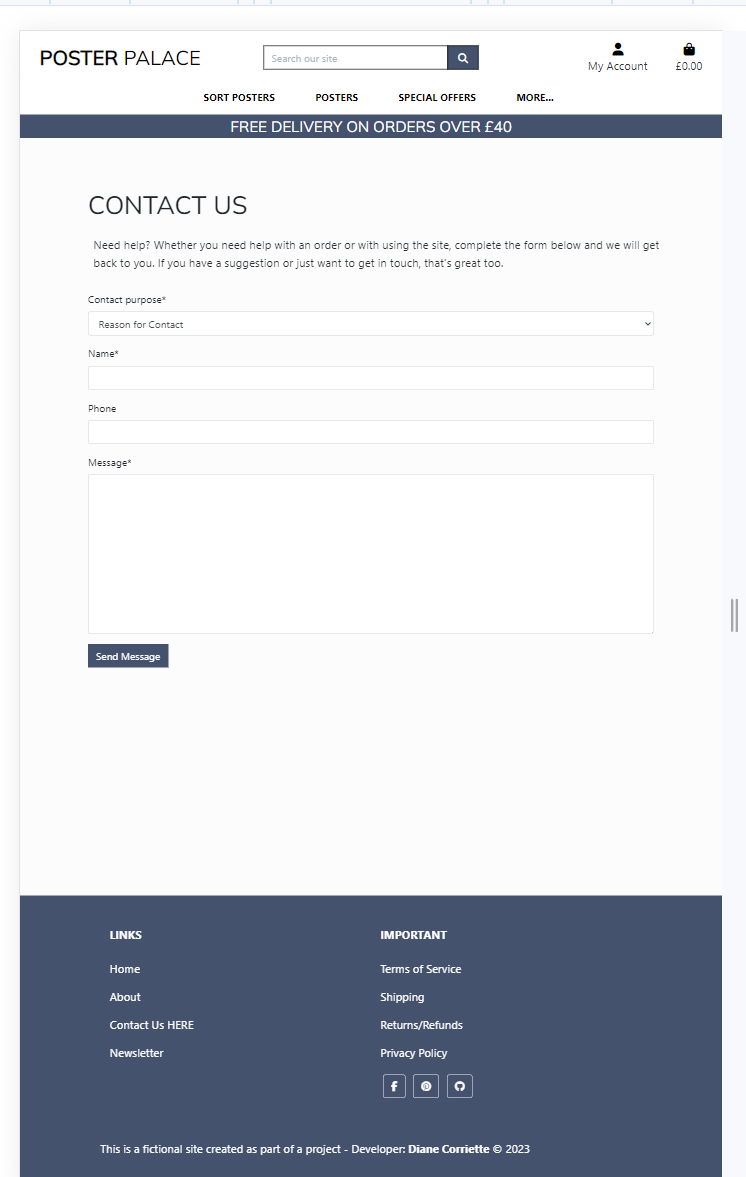 POSTER PALACE
Search our site
My Account
£0.00
SORT POSTERS POSTERS SPECIAL OFFERS MORE...
FREE DELIVERY ON ORDERS OVER £40
CONTACT US
Need help? Whether you need help with an order or with using the site, complete the form below and we will get
back to you. If you have a suggestion or just want to get in touch, that's great too.
Contact purpose*
Reason for Contact
Name*
Phone
Message*
Send Message
LINKS
Home
About
Contact Us HERE
Newsletter
IMPORTANT
Terms of Service
Shipping
Returns/Refunds
Privacy Policy
This is a fictional site created as part of a project - Developer: Diane Corriette © 2023